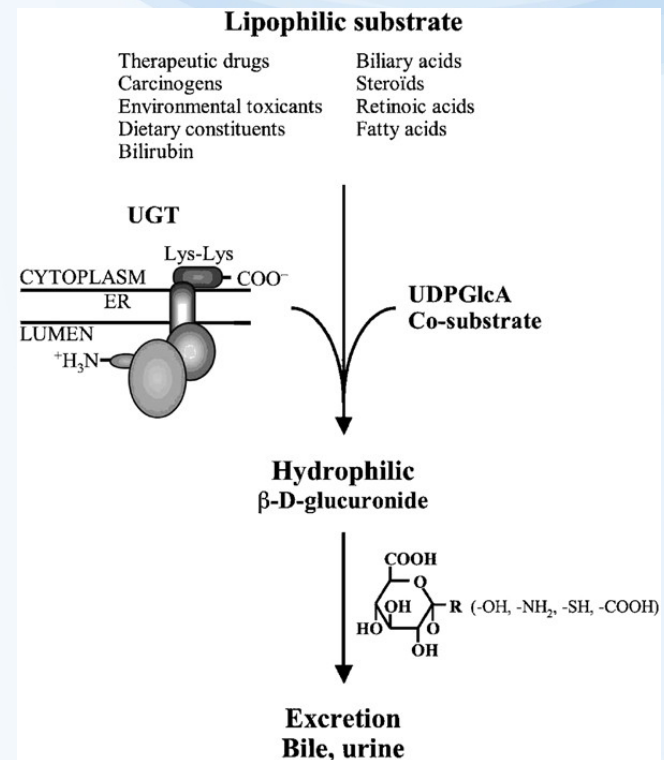 Lipophilic substrate
Therapeutic drugs
Carcinogens
Environmental toxicants
Dietary constituents
Bilirubin
Biliary acids
Steroïds
Retinoic acids
Fatty acids
UGT
Lys-Lys
CYTOPLASM
COO⁻
ER
LUMEN
⁺H₃N
UDPGlcA
Co-substrate
Hydrophilic
β-D-glucuronide
COOH
O
OH
R (-OH, -NH₂, -SH, -COOH)
HO
O
OH
Excretion
Bile, urine